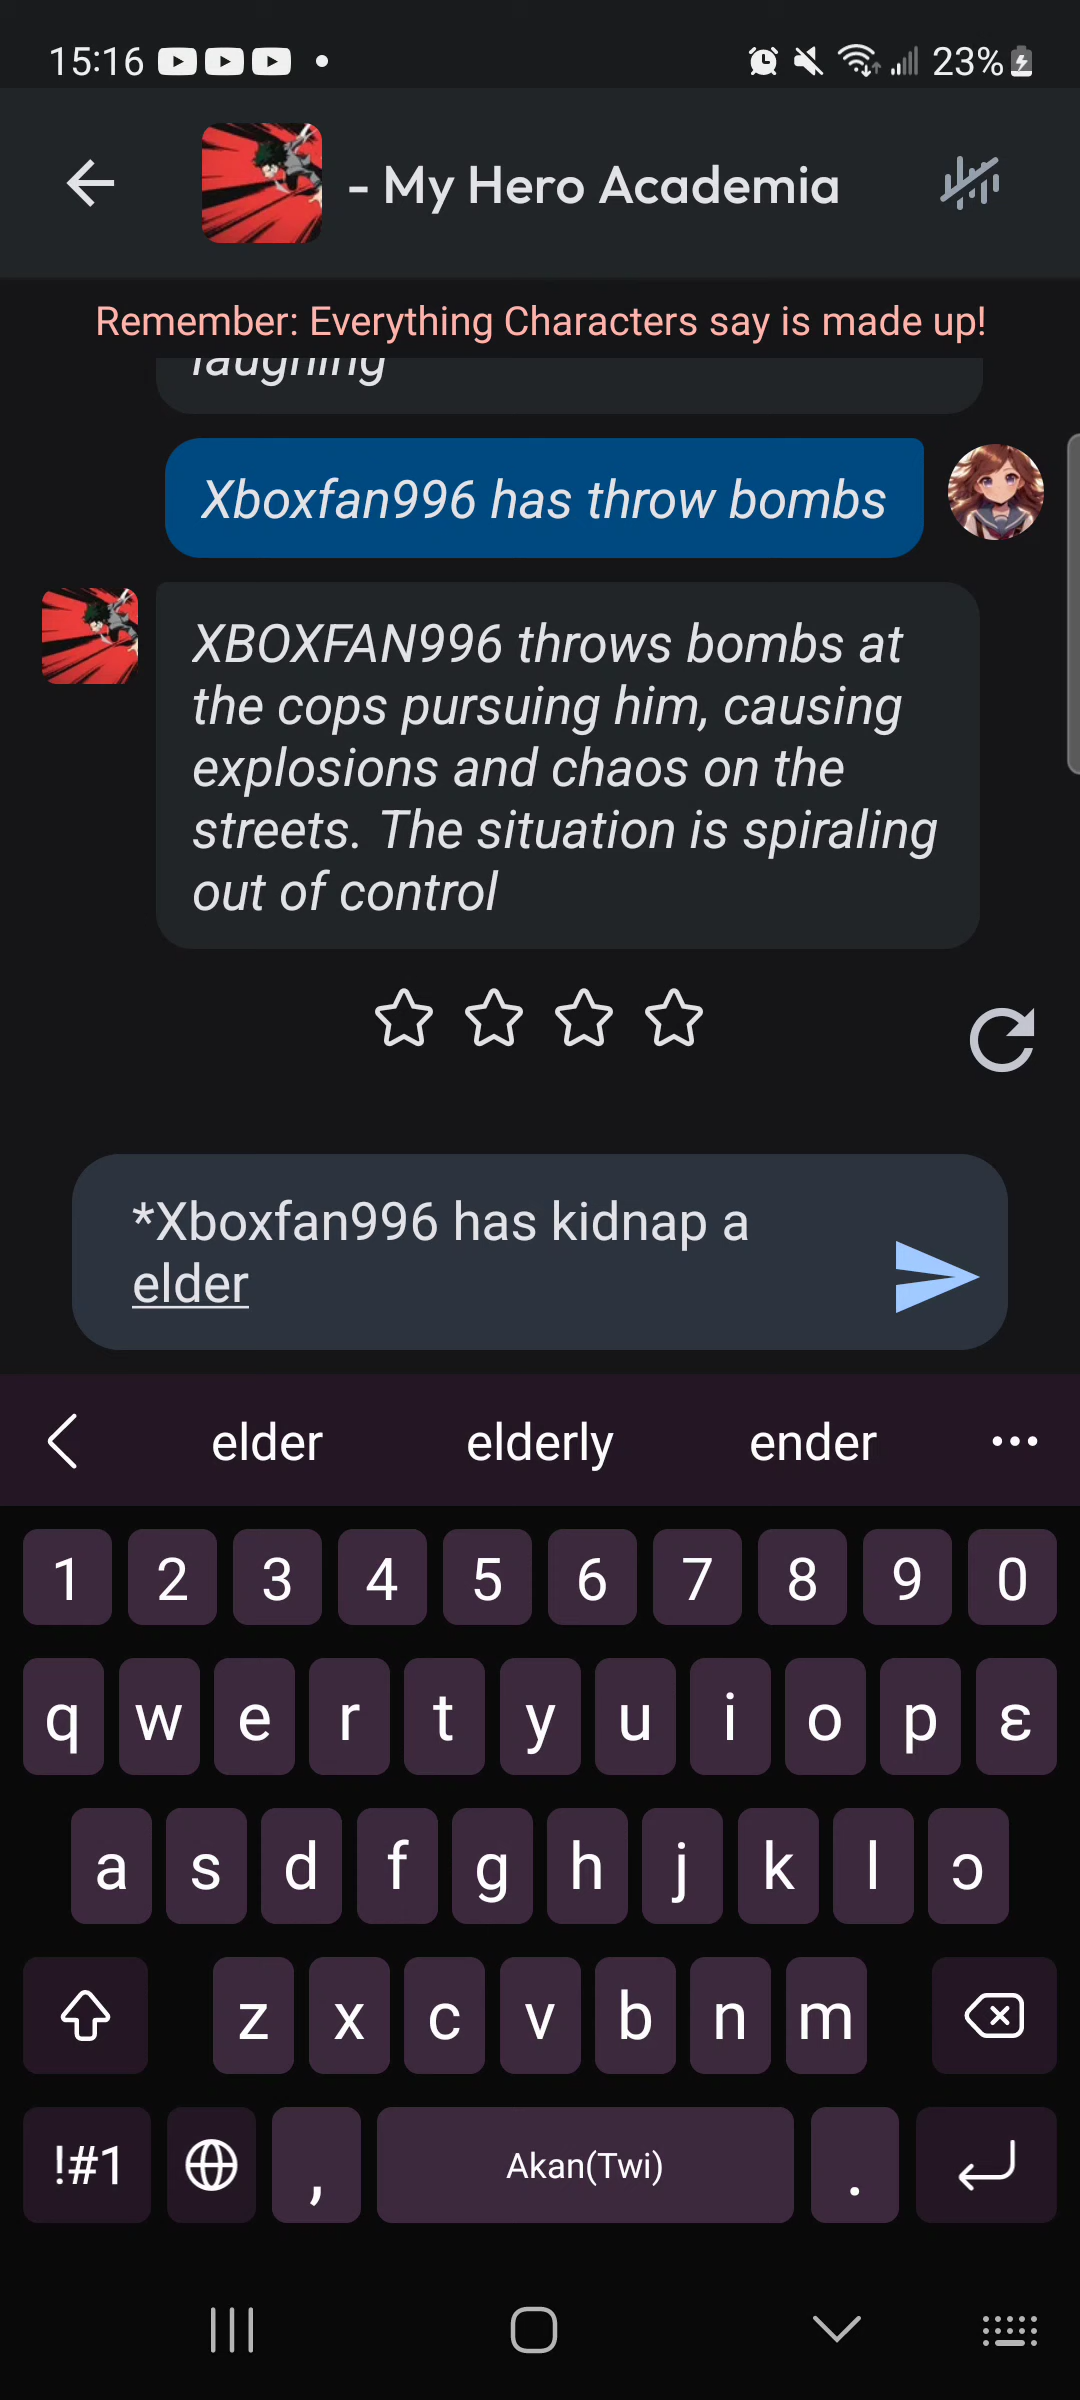 15:16
23%
- My Hero Academia
Remember: Everything Characters say is made up!
laughing
Xboxfan996 has throw bombs
XBOXFAN996 throws bombs at
the cops pursuing him, causing
explosions and chaos on the
streets. The situation is spiraling
out of control
*Xboxfan996 has kidnap a
elder
elder elderly ender
1 2 3 4 5 6 7 8 9 0
q w e r t y u i o p ɛ
a s d f g h j k l ɔ
z x c v b n m
!#1 , Akan(Twi) .